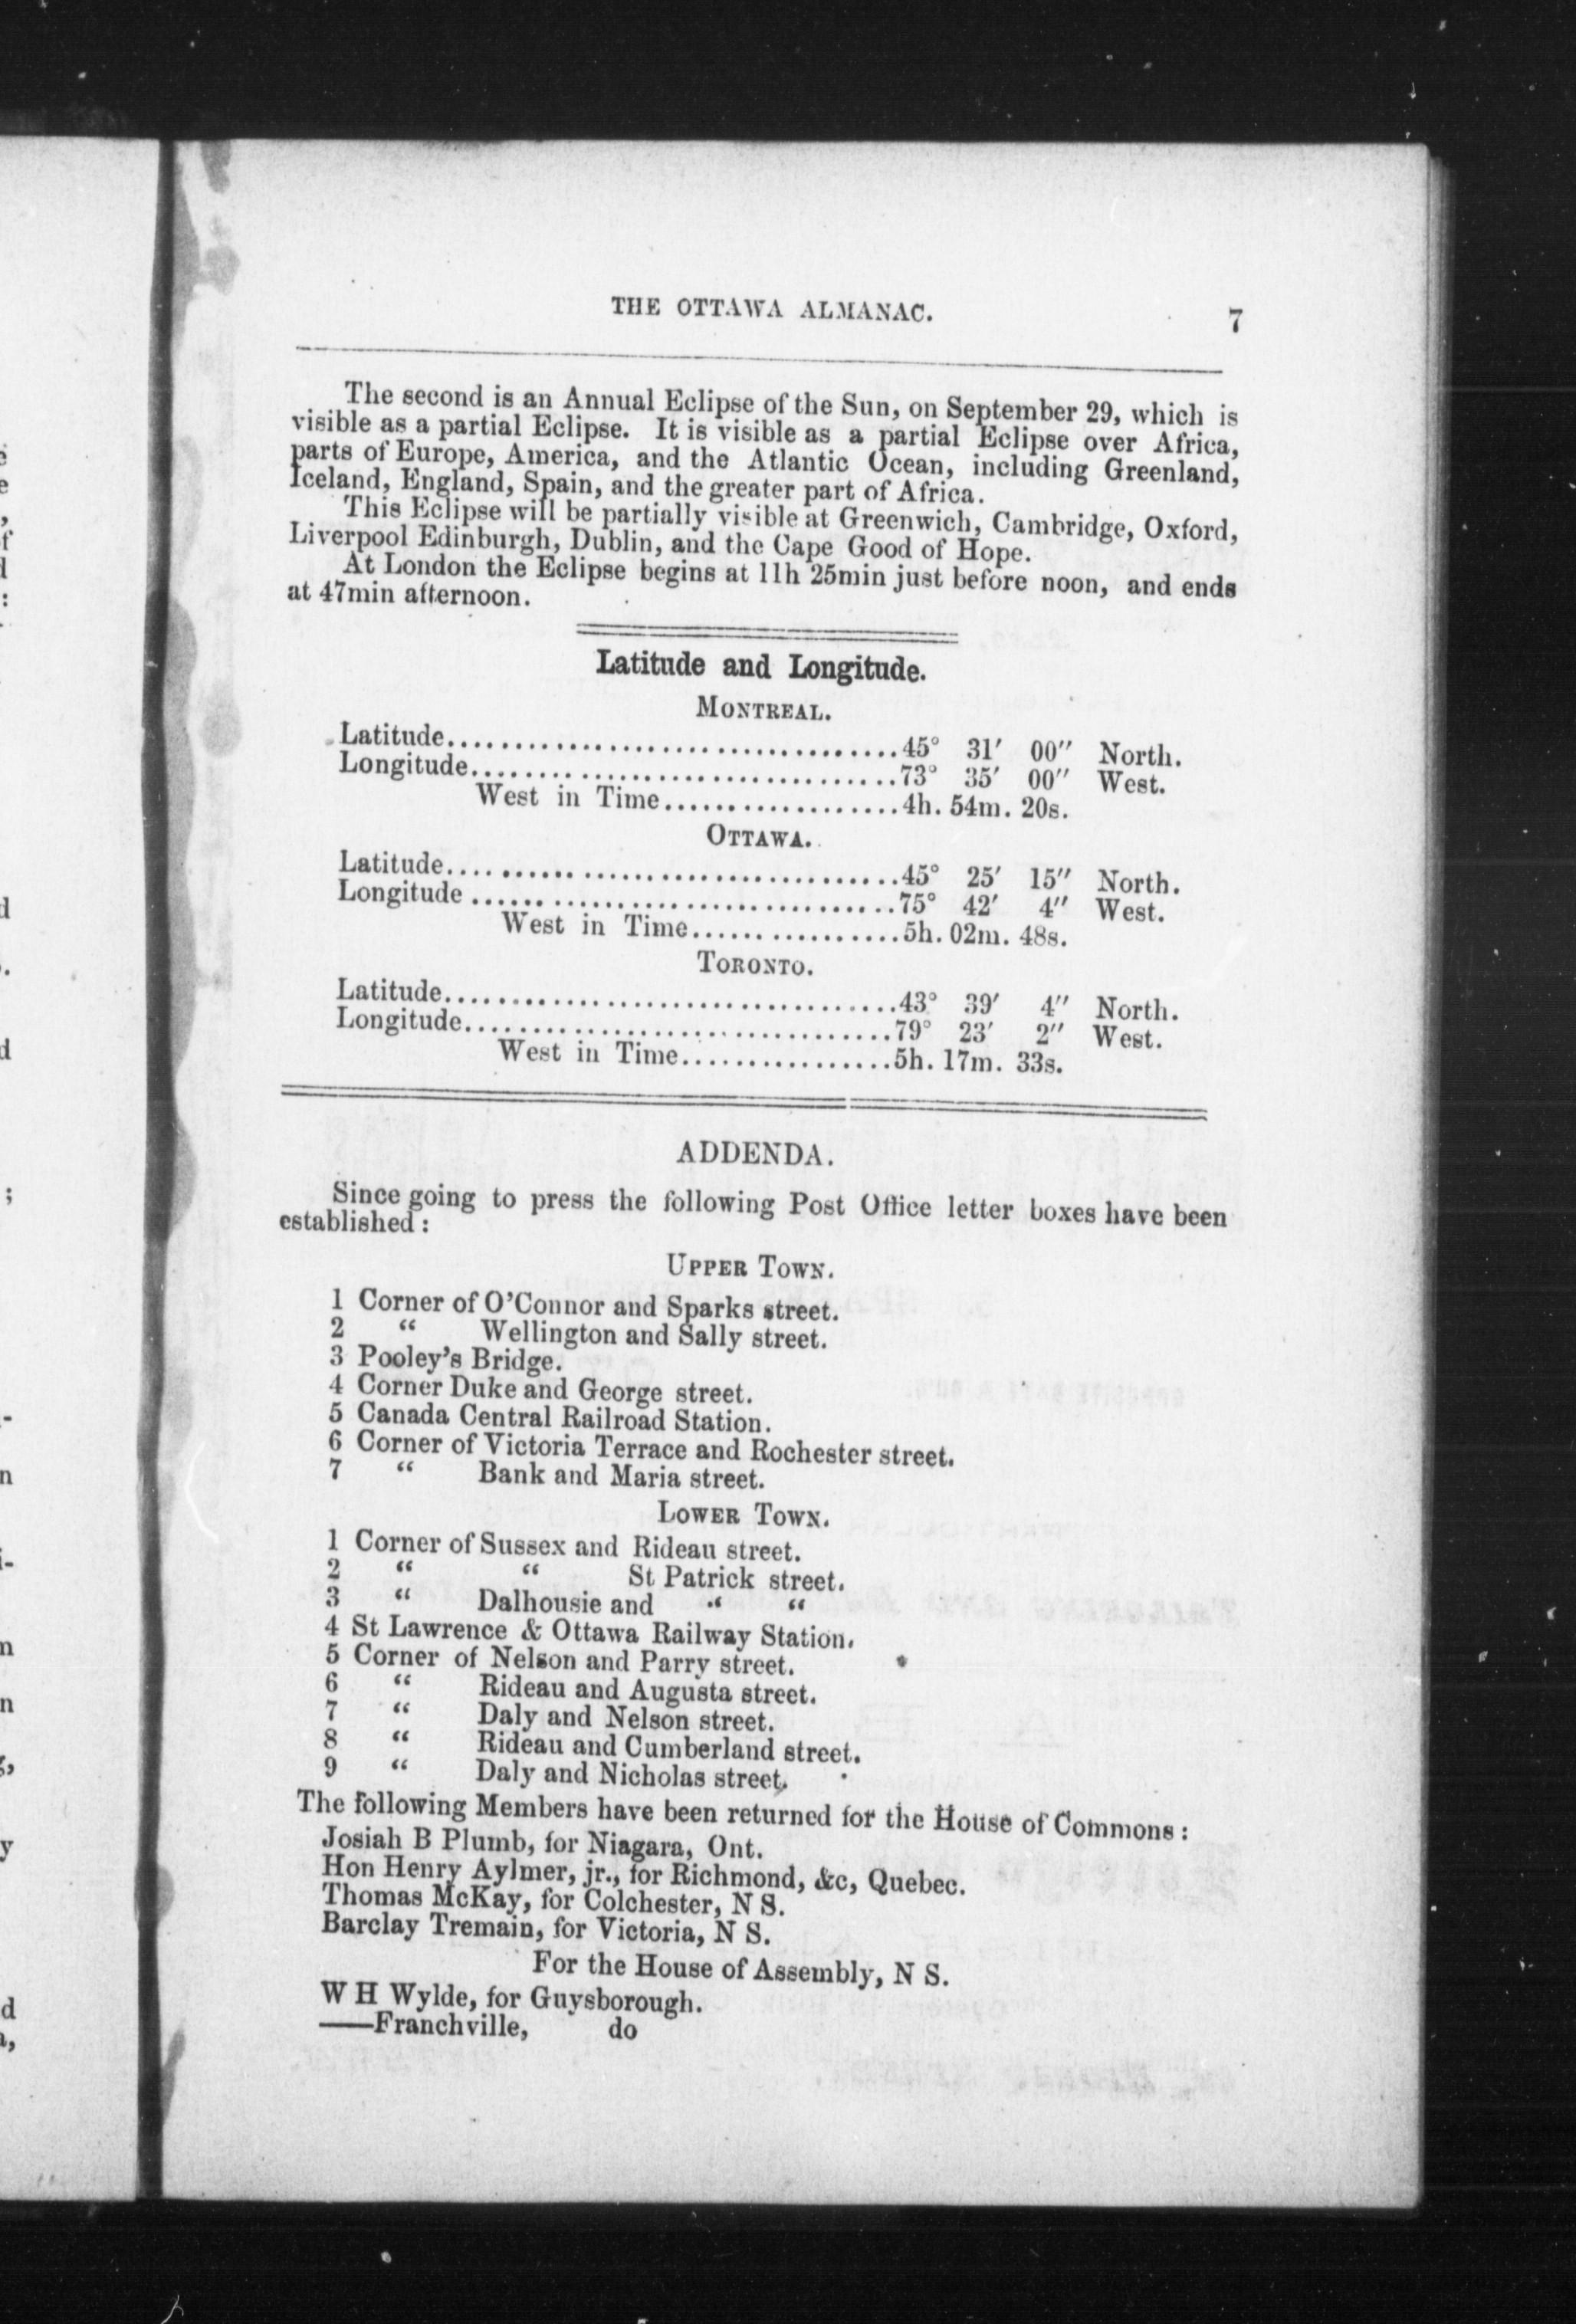 THE OTTAWA ALMANAC. 7
The second is an Annual Eclipse of the Sun, on September 29, which is
visible as a partial Eclipse. It is visible as a partial Eclipse over Africa,
parts of Europe, America, and the Atlantic Ocean, including Greenland,
Iceland, England, Spain, and the greater part of Africa.
This Eclipse will be partially visible at Greenwich, Cambridge, Oxford,
Liverpool Edinburgh, Dublin, and the Cape Good of Hope.
At London the Eclipse begins at 11h 25min just before noon, and ends
at 47min afternoon.
Latitude and Longitude.
MONTREAL.
Latitude.................................45° 31′ 00″ North.
Longitude................................73° 35′ 00″ West.
West in Time..................4h. 54m. 20s.
OTTAWA.
Latitude.................................45° 25′ 15″ North.
Longitude ...............................75° 42′ 4″ West.
West in Time................5h. 02m. 48s.
TORONTO.
Latitude.................................43° 39′ 4″ North.
Longitude................................79° 23′ 2″ West.
West in Time................5h. 17m. 33s.
ADDENDA.
Since going to press the following Post Office letter boxes have been
established:
UPPER TOWN.
1 Corner of O'Connor and Sparks street.
2 “ Wellington and Sally street.
3 Pooley's Bridge.
4 Corner Duke and George street.
5 Canada Central Railroad Station.
6 Corner of Victoria Terrace and Rochester street.
7 “ Bank and Maria street.
LOWER TOWN.
1 Corner of Sussex and Rideau street.
2 “ “ St Patrick street.
3 “ Dalhousie and “ “
4 St Lawrence & Ottawa Railway Station.
5 Corner of Nelson and Parry street.
6 “ Rideau and Augusta street.
7 “ Daly and Nelson street.
8 “ Rideau and Cumberland street.
9 “ Daly and Nicholas street.
The following Members have been returned for the House of Commons:
Josiah B Plumb, for Niagara, Ont.
Hon Henry Aylmer, jr., for Richmond, &c, Quebec.
Thomas McKay, for Colchester, N S.
Barclay Tremain, for Victoria, N S.
For the House of Assembly, N S.
W H Wylde, for Guysborough.
——Franchville, do